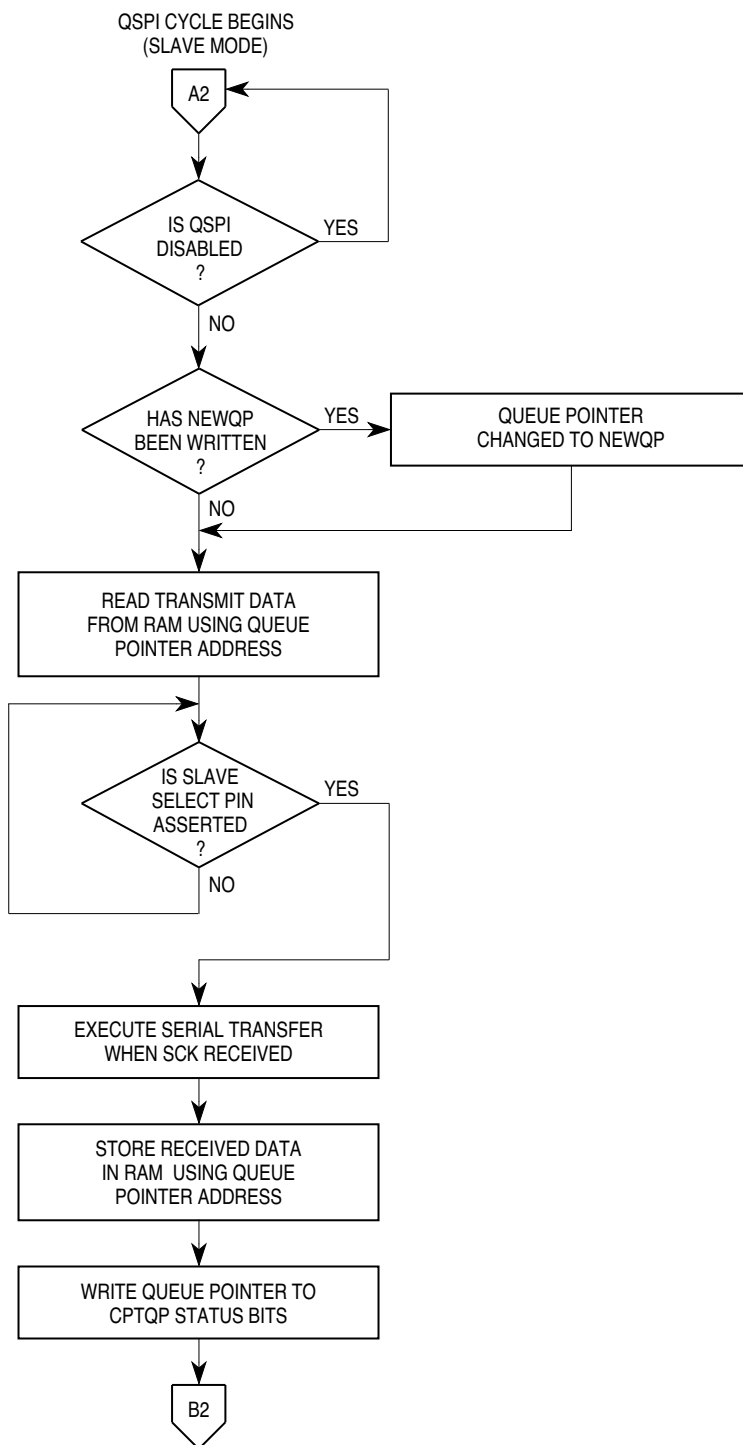 QSPI CYCLE BEGINS
(SLAVE MODE)
A2
IS QSPI
DISABLED
?
YES
NO
HAS NEWQP
BEEN WRITTEN
?
YES
QUEUE POINTER
CHANGED TO NEWQP
NO
READ TRANSMIT DATA
FROM RAM USING QUEUE
POINTER ADDRESS
IS SLAVE
SELECT PIN
ASSERTED
?
YES
NO
EXECUTE SERIAL TRANSFER
WHEN SCK RECEIVED
STORE RECEIVED DATA
IN RAM USING QUEUE
POINTER ADDRESS
WRITE QUEUE POINTER TO
CPTQP STATUS BITS
B2